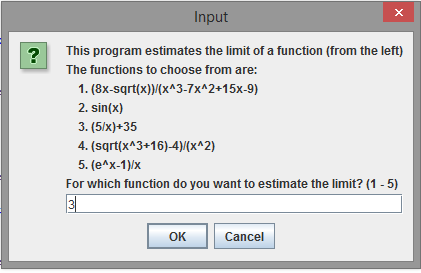 Input
This program estimates the limit of a function (from the left)
The functions to choose from are:
1. (8x-sqrt(x))/(x^3-7x^2+15x-9)
2. sin(x)
3. (5/x)+35
4. (sqrt(x^3+16)-4)/(x^2)
5. (e^x-1)/x
For which function do you want to estimate the limit? (1 - 5)
3
OK Cancel